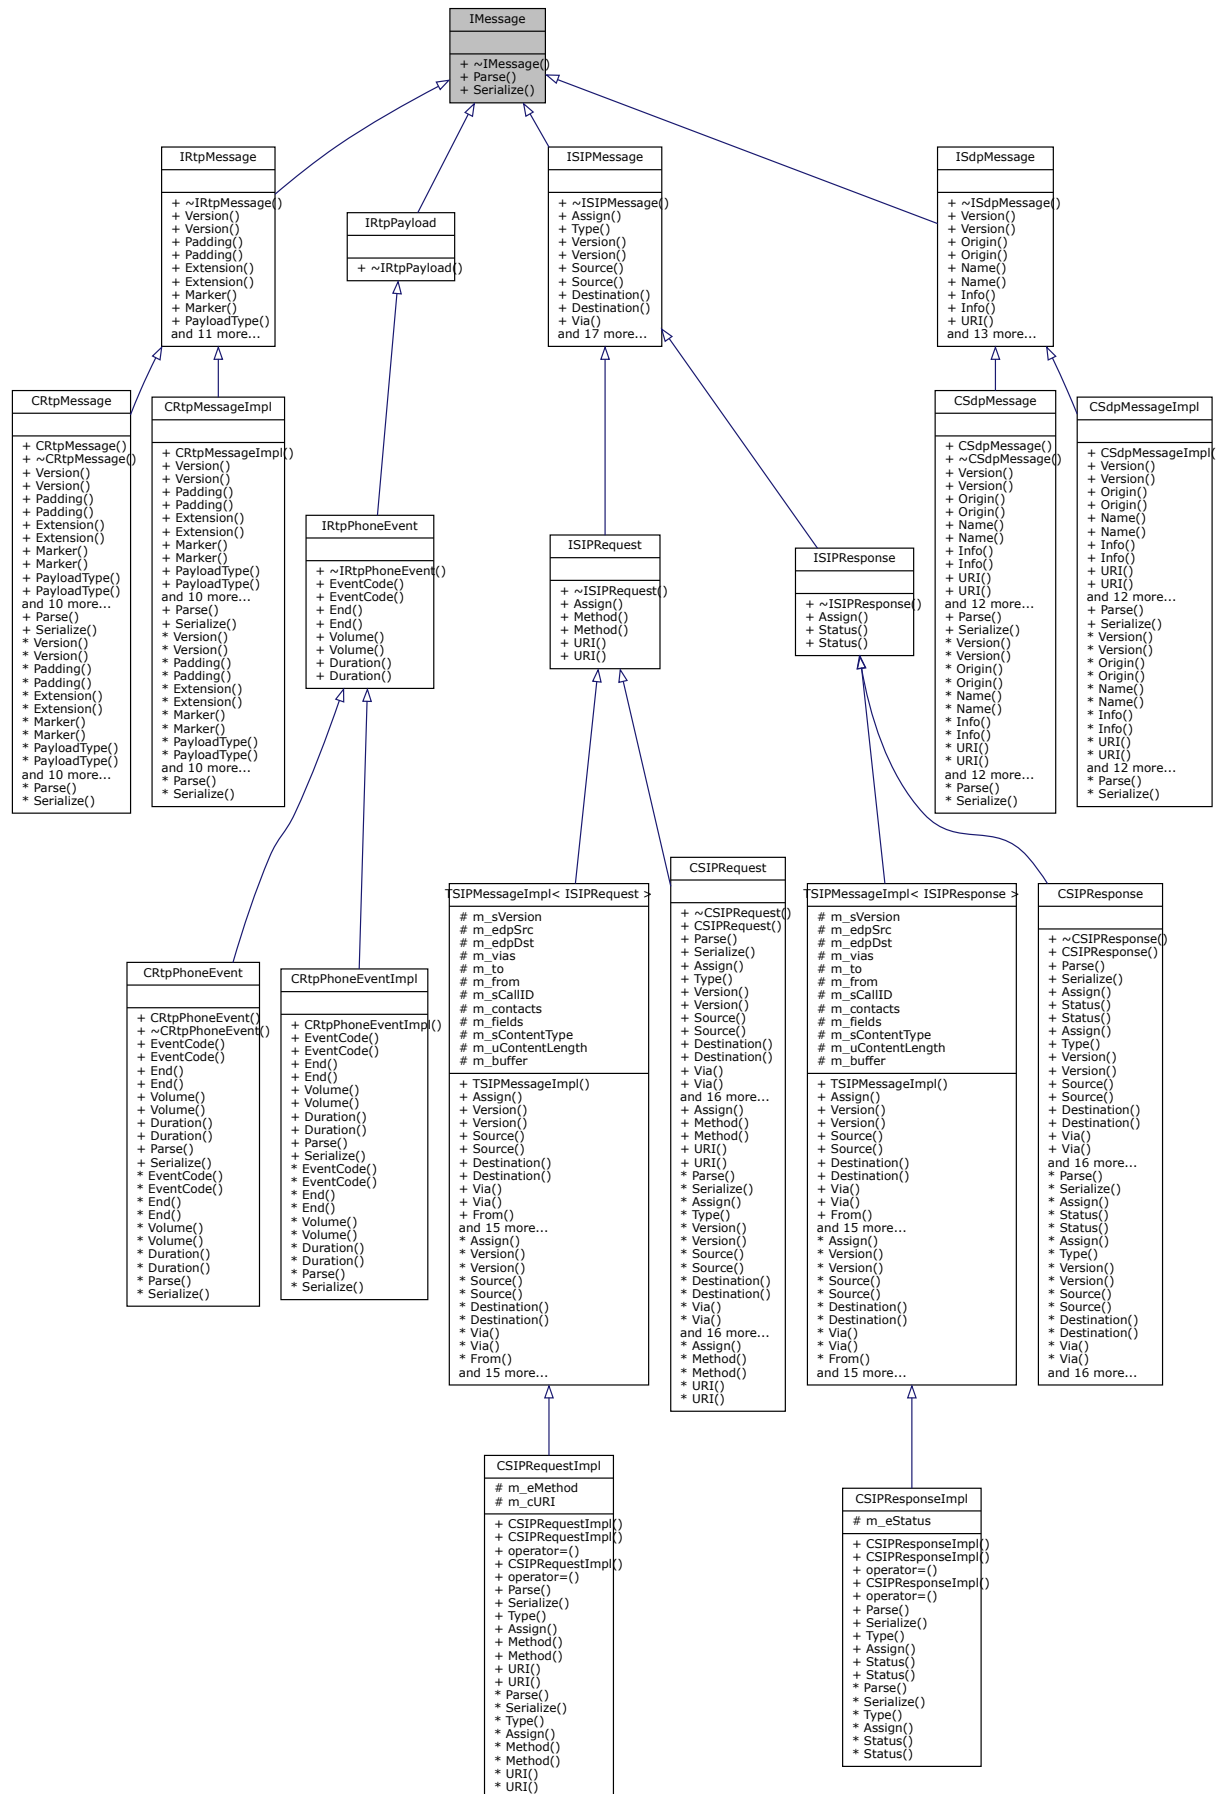 IMessage
+ ~IMessage()
+ Parse()
+ Serialize()
IRtpMessage
+ ~IRtpMessage()
+ Version()
+ Version()
+ Padding()
+ Padding()
+ Extension()
+ Extension()
+ Marker()
+ Marker()
+ PayloadType()
and 11 more...
IRtpPayload
+ ~IRtpPayload()
ISIPMessage
+ ~ISIPMessage()
+ Assign()
+ Type()
+ Version()
+ Version()
+ Source()
+ Source()
+ Destination()
+ Destination()
+ Via()
and 17 more...
ISdpMessage
+ ~ISdpMessage()
+ Version()
+ Version()
+ Origin()
+ Origin()
+ Name()
+ Name()
+ Info()
+ Info()
+ URI()
and 13 more...
CRtpMessage
+ CRtpMessage()
+ ~CRtpMessage()
+ Version()
+ Version()
+ Padding()
+ Padding()
+ Extension()
+ Extension()
+ Marker()
+ Marker()
+ PayloadType()
+ PayloadType()
and 10 more...
+ Parse()
+ Serialize()
* Version()
* Version()
* Padding()
* Padding()
* Extension()
* Extension()
* Marker()
* Marker()
* PayloadType()
* PayloadType()
and 10 more...
* Parse()
* Serialize()
CRtpMessageImpl
+ CRtpMessageImpl()
+ Version()
+ Version()
+ Padding()
+ Padding()
+ Extension()
+ Extension()
+ Marker()
+ Marker()
+ PayloadType()
+ PayloadType()
and 10 more...
+ Parse()
+ Serialize()
* Version()
* Version()
* Padding()
* Padding()
* Extension()
* Extension()
* Marker()
* Marker()
* PayloadType()
* PayloadType()
and 10 more...
* Parse()
* Serialize()
IRtpPhoneEvent
+ ~IRtpPhoneEvent()
+ EventCode()
+ EventCode()
+ End()
+ End()
+ Volume()
+ Volume()
+ Duration()
+ Duration()
ISIPRequest
+ ~ISIPRequest()
+ Assign()
+ Method()
+ Method()
+ URI()
+ URI()
ISIPResponse
+ ~ISIPResponse()
+ Assign()
+ Status()
+ Status()
CSdpMessage
+ CSdpMessage()
+ ~CSdpMessage()
+ Version()
+ Version()
+ Origin()
+ Origin()
+ Name()
+ Name()
+ Info()
+ Info()
+ URI()
+ URI()
and 12 more...
+ Parse()
+ Serialize()
* Version()
* Version()
* Origin()
* Origin()
* Name()
* Name()
* Info()
* Info()
* URI()
* URI()
and 12 more...
* Parse()
* Serialize()
CSdpMessageImpl
+ CSdpMessageImpl(
+ Version()
+ Version()
+ Origin()
+ Origin()
+ Name()
+ Name()
+ Info()
+ Info()
+ URI()
+ URI()
and 12 more...
+ Parse()
+ Serialize()
* Version()
* Version()
* Origin()
* Origin()
* Name()
* Name()
* Info()
* Info()
* URI()
* URI()
and 12 more...
* Parse()
* Serialize()
CRtpPhoneEvent
+ CRtpPhoneEvent()
+ ~CRtpPhoneEvent()
+ EventCode()
+ EventCode()
+ End()
+ End()
+ Volume()
+ Volume()
+ Duration()
+ Duration()
+ Parse()
+ Serialize()
* EventCode()
* EventCode()
* End()
* End()
* Volume()
* Volume()
* Duration()
* Duration()
* Parse()
* Serialize()
CRtpPhoneEventImpl
+ CRtpPhoneEventImpl()
+ EventCode()
+ EventCode()
+ End()
+ End()
+ Volume()
+ Volume()
+ Duration()
+ Duration()
+ Parse()
+ Serialize()
* EventCode()
* EventCode()
* End()
* End()
* Volume()
* Volume()
* Duration()
* Duration()
* Parse()
* Serialize()
TSIPMessageImpl< ISIPRequest >
# m_sVersion
# m_edpSrc
# m_edpDst
# m_vias
# m_to
# m_from
# m_sCallID
# m_contacts
# m_fields
# m_sContentType
# m_uContentLength
# m_buffer
+ TSIPMessageImpl()
+ Assign()
+ Version()
+ Version()
+ Source()
+ Source()
+ Destination()
+ Destination()
+ Via()
+ Via()
+ From()
and 15 more...
* Assign()
* Version()
* Version()
* Source()
* Source()
* Destination()
* Destination()
* Via()
* Via()
* From()
and 15 more...
CSIPRequest
+ ~CSIPRequest()
+ CSIPRequest()
+ Parse()
+ Serialize()
+ Assign()
+ Type()
+ Version()
+ Version()
+ Source()
+ Source()
+ Destination()
+ Destination()
+ Via()
+ Via()
and 16 more...
+ Assign()
+ Method()
+ Method()
+ URI()
+ URI()
* Parse()
* Serialize()
* Assign()
* Type()
* Version()
* Version()
* Source()
* Source()
* Destination()
* Destination()
* Via()
* Via()
and 16 more...
* Assign()
* Method()
* Method()
* URI()
* URI()
TSIPMessageImpl< ISIPResponse >
# m_sVersion
# m_edpSrc
# m_edpDst
# m_vias
# m_to
# m_from
# m_sCallID
# m_contacts
# m_fields
# m_sContentType
# m_uContentLength
# m_buffer
+ TSIPMessageImpl()
+ Assign()
+ Version()
+ Version()
+ Source()
+ Source()
+ Destination()
+ Destination()
+ Via()
+ Via()
+ From()
and 15 more...
* Assign()
* Version()
* Version()
* Source()
* Source()
* Destination()
* Destination()
* Via()
* Via()
* From()
and 15 more...
CSIPResponse
+ ~CSIPResponse()
+ CSIPResponse()
+ Parse()
+ Serialize()
+ Assign()
+ Status()
+ Status()
+ Assign()
+ Type()
+ Version()
+ Version()
+ Source()
+ Source()
+ Destination()
+ Destination()
+ Via()
+ Via()
and 16 more...
* Parse()
* Serialize()
* Assign()
* Status()
* Status()
* Assign()
* Type()
* Version()
* Version()
* Source()
* Source()
* Destination()
* Destination()
* Via()
* Via()
and 16 more...
CSIPRequestImpl
# m_eMethod
# m_cURI
+ CSIPRequestImpl()
+ CSIPRequestImpl()
+ operator=()
+ CSIPRequestImpl()
+ operator=()
+ Parse()
+ Serialize()
+ Type()
+ Assign()
+ Method()
+ Method()
+ URI()
+ URI()
* Parse()
* Serialize()
* Type()
* Assign()
* Method()
* Method()
* URI()
* URI()
CSIPResponseImpl
# m_eStatus
+ CSIPResponseImpl()
+ CSIPResponseImpl()
+ operator=()
+ CSIPResponseImpl()
+ operator=()
+ Parse()
+ Serialize()
+ Type()
+ Assign()
+ Status()
+ Status()
* Parse()
* Serialize()
* Type()
* Assign()
* Status()
* Status()